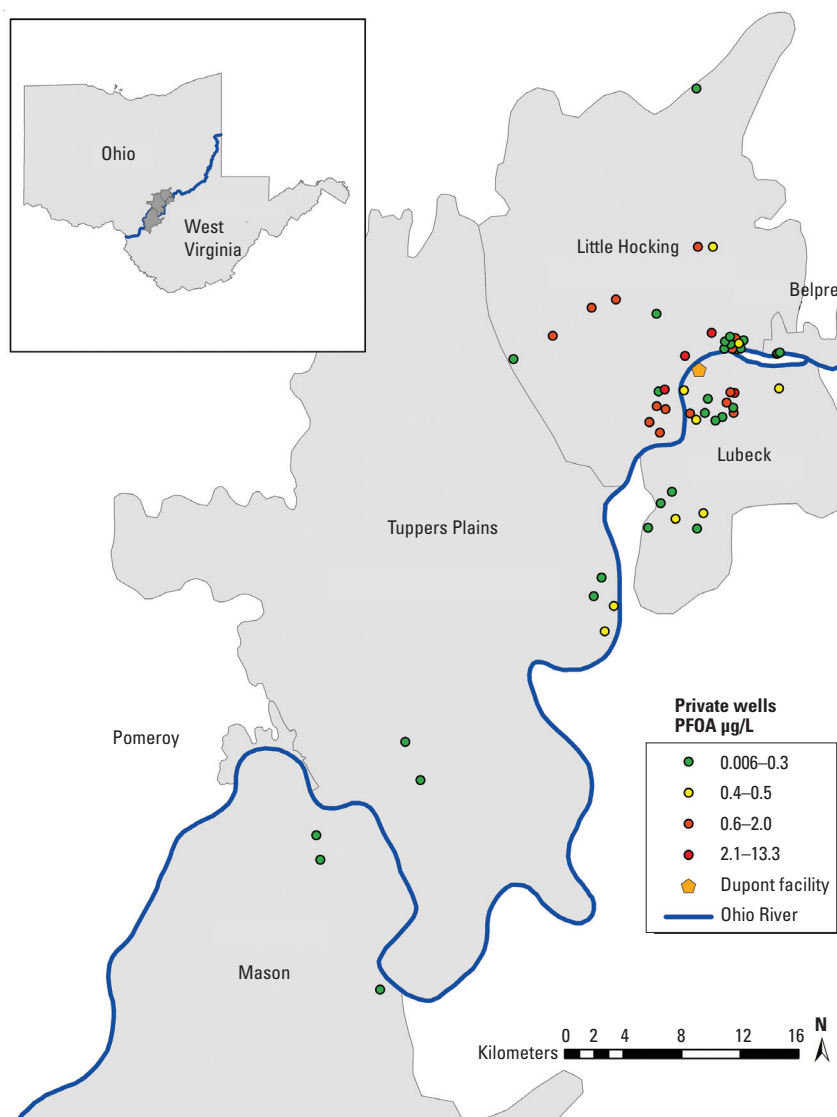 Ohio
West
Virginia
Little Hocking
Belpre
Lubeck
Tuppers Plains
Pomeroy
Mason
Private wells
PFOA µg/L
0.006–0.3
0.4–0.5
0.6–2.0
2.1–13.3
Dupont facility
Ohio River
N
Kilometers
0 2 4 8 12 16